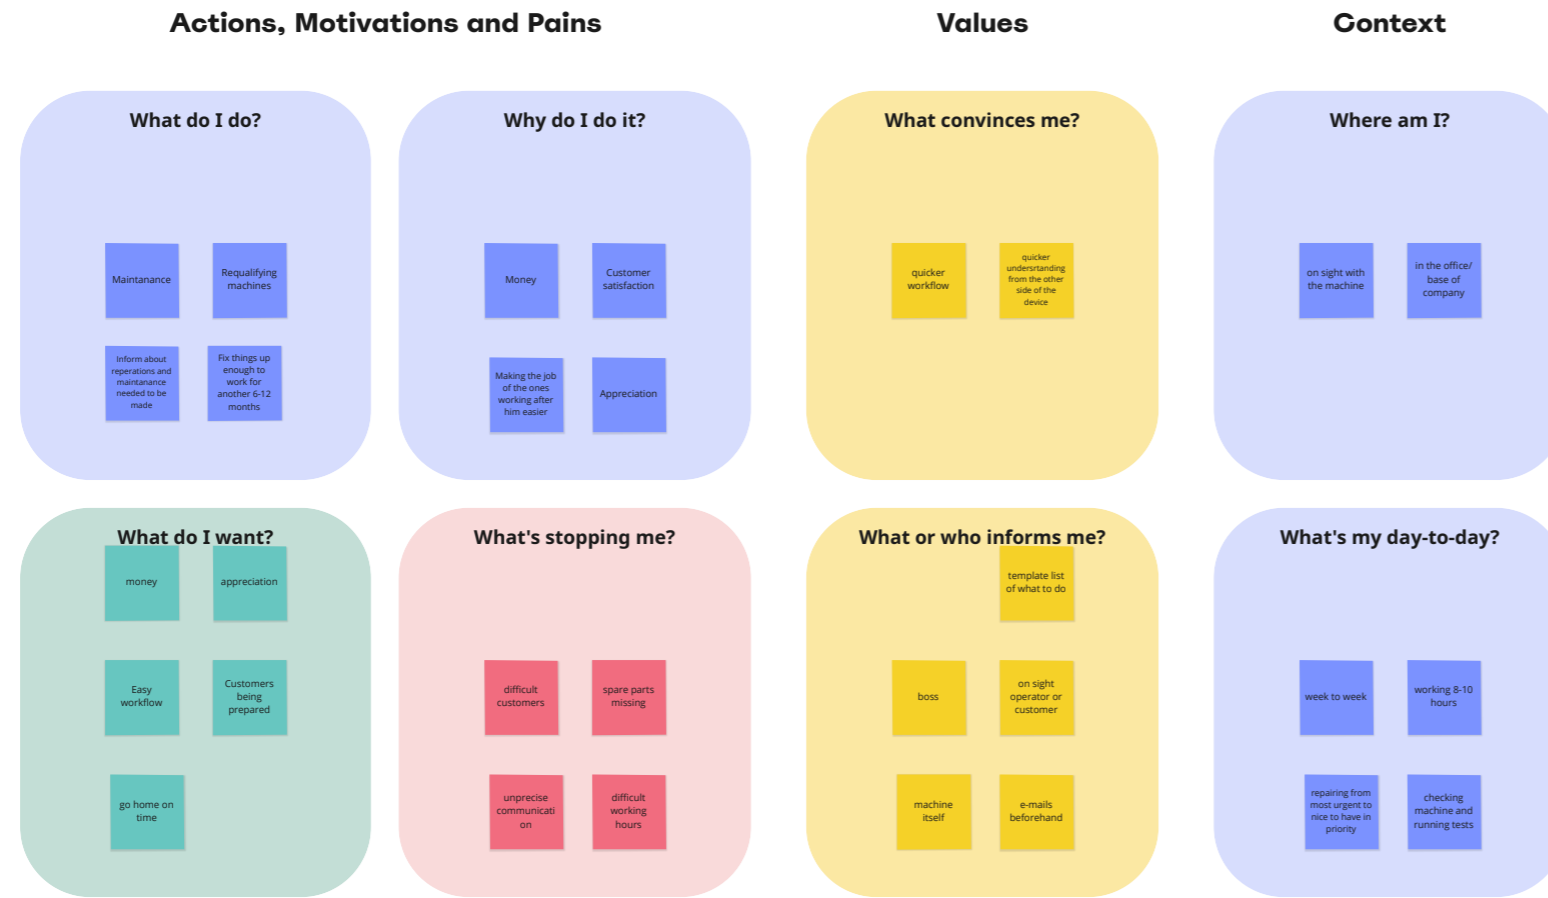 Actions, Motivations and Pains
Values
Context
What do I do?
Maintanance
Requalifying
machines
Inform about
reperations and
maintanance
needed to be
made
Fix things up
enough to
work for
another 6-12
months
Why do I do it?
Money
Customer
satisfaction
Making the job
of the ones
working after
him easier
Appreciation
What convinces me?
quicker
workflow
quicker
undersrtanding
from the other
side of the
device
Where am I?
on sight with
the machine
in the office/
base of
company
What do I want?
money
appreciation
Easy
workflow
Customers
being
prepared
go home on
time
What's stopping me?
difficult
customers
spare parts
missing
unprecise
communicati
on
difficult
working
hours
What or who informs me?
template list
of what to do
boss
on sight
operator or
customer
machine
itself
e-mails
beforehand
What's my day-to-day?
week to week
working 8-10
hours
repairing from
most urgent to
nice to have in
priority
checking
machine and
running tests